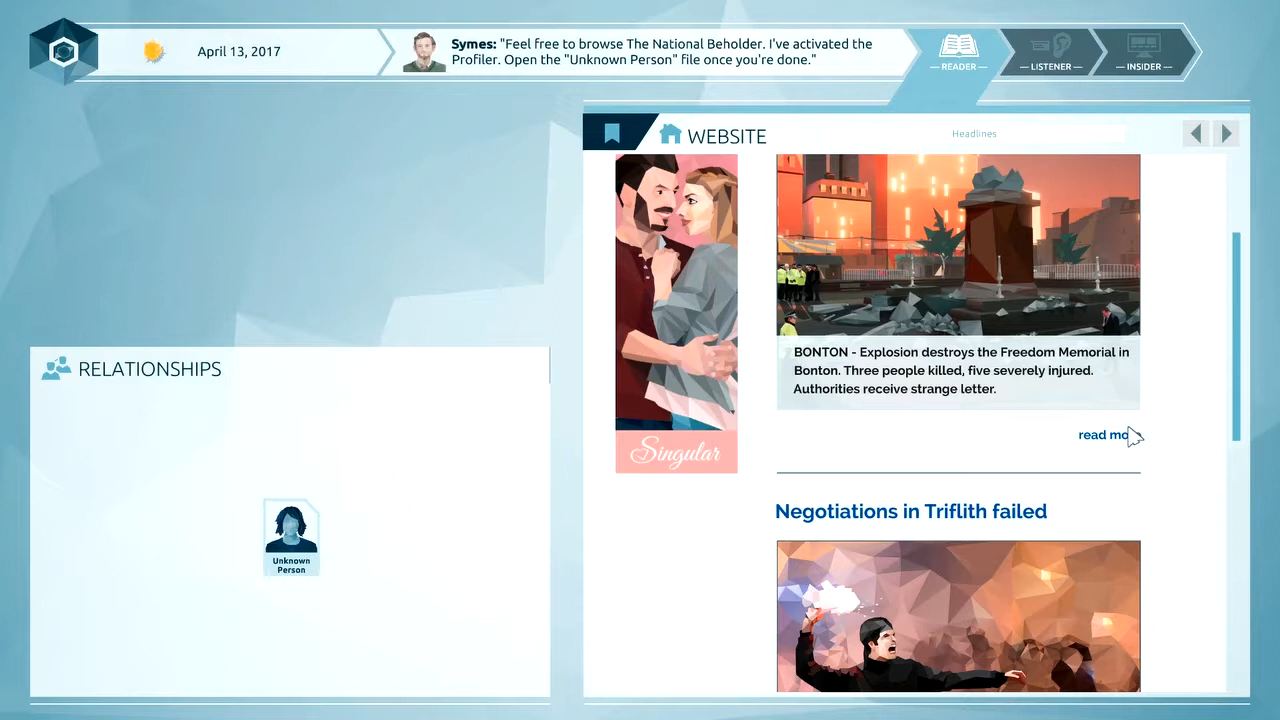 April 13, 2017
Symes: "Feel free to browse The National Beholder. I've activated the
Profiler. Open the "Unknown Person" file once you're done."
— READER —
— LISTENER —
— INSIDER —
WEBSITE
Headlines
BONTON - Explosion destroys the Freedom Memorial in
Bonton. Three people killed, five severely injured.
Authorities receive strange letter.
Singular
read mo
Negotiations in Triflith failed
RELATIONSHIPS
Unknown
Person